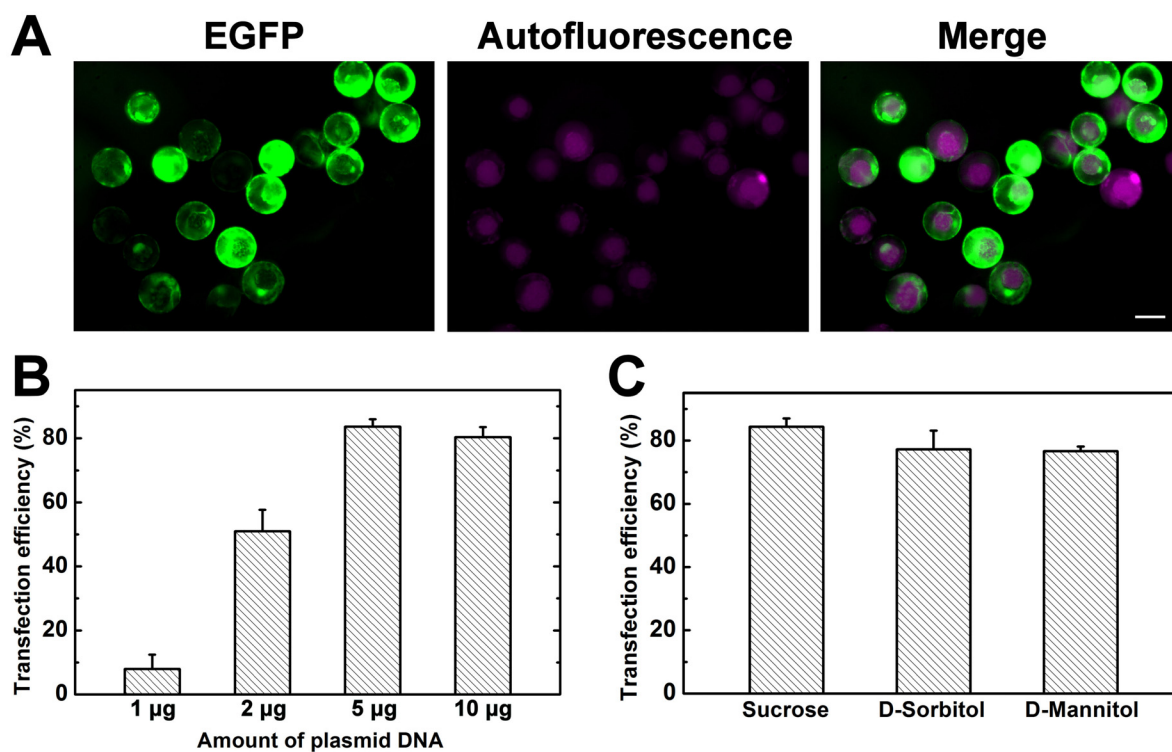 A
EGFP
Autofluorescence
Merge
B
Transfection efficiency (%)
80
60
40
20
0
1 µg
2 µg
5 µg
10 µg
Amount of plasmid DNA
C
Transfection efficiency (%)
80
60
40
20
0
Sucrose
D-Sorbitol
D-Mannitol